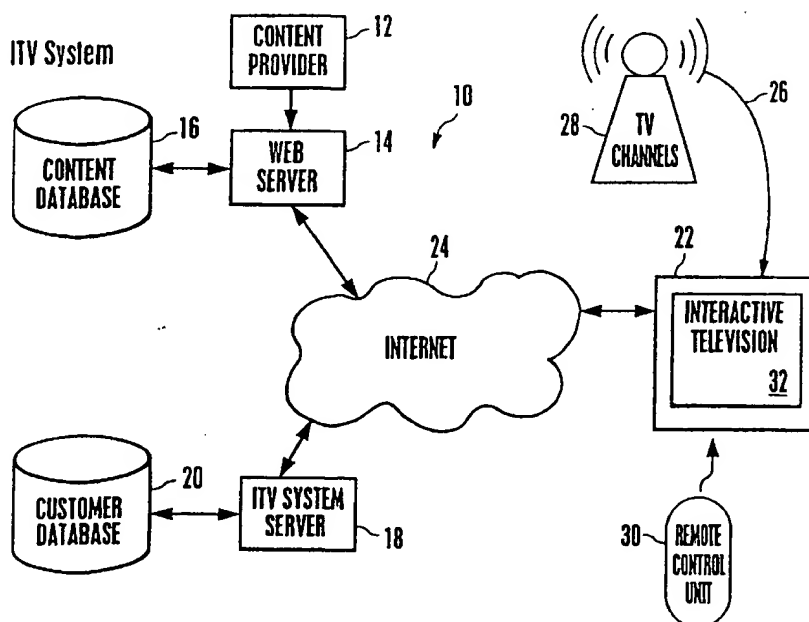 ITV System
CONTENT
PROVIDER
12
CONTENT
DATABASE
16
WEB
SERVER
14
10
28
TV
CHANNELS
26
24
INTERNET
22
INTERACTIVE
TELEVISION
32
CUSTOMER
DATABASE
20
ITV SYSTEM
SERVER
18
30
REMOTE
CONTROL
UNIT